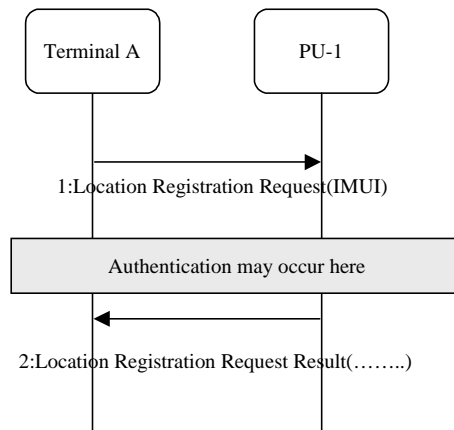 Terminal A
PU-1
1:Location Registration Request(IMUI)
Authentication may occur here
2:Location Registration Request Result(……..)